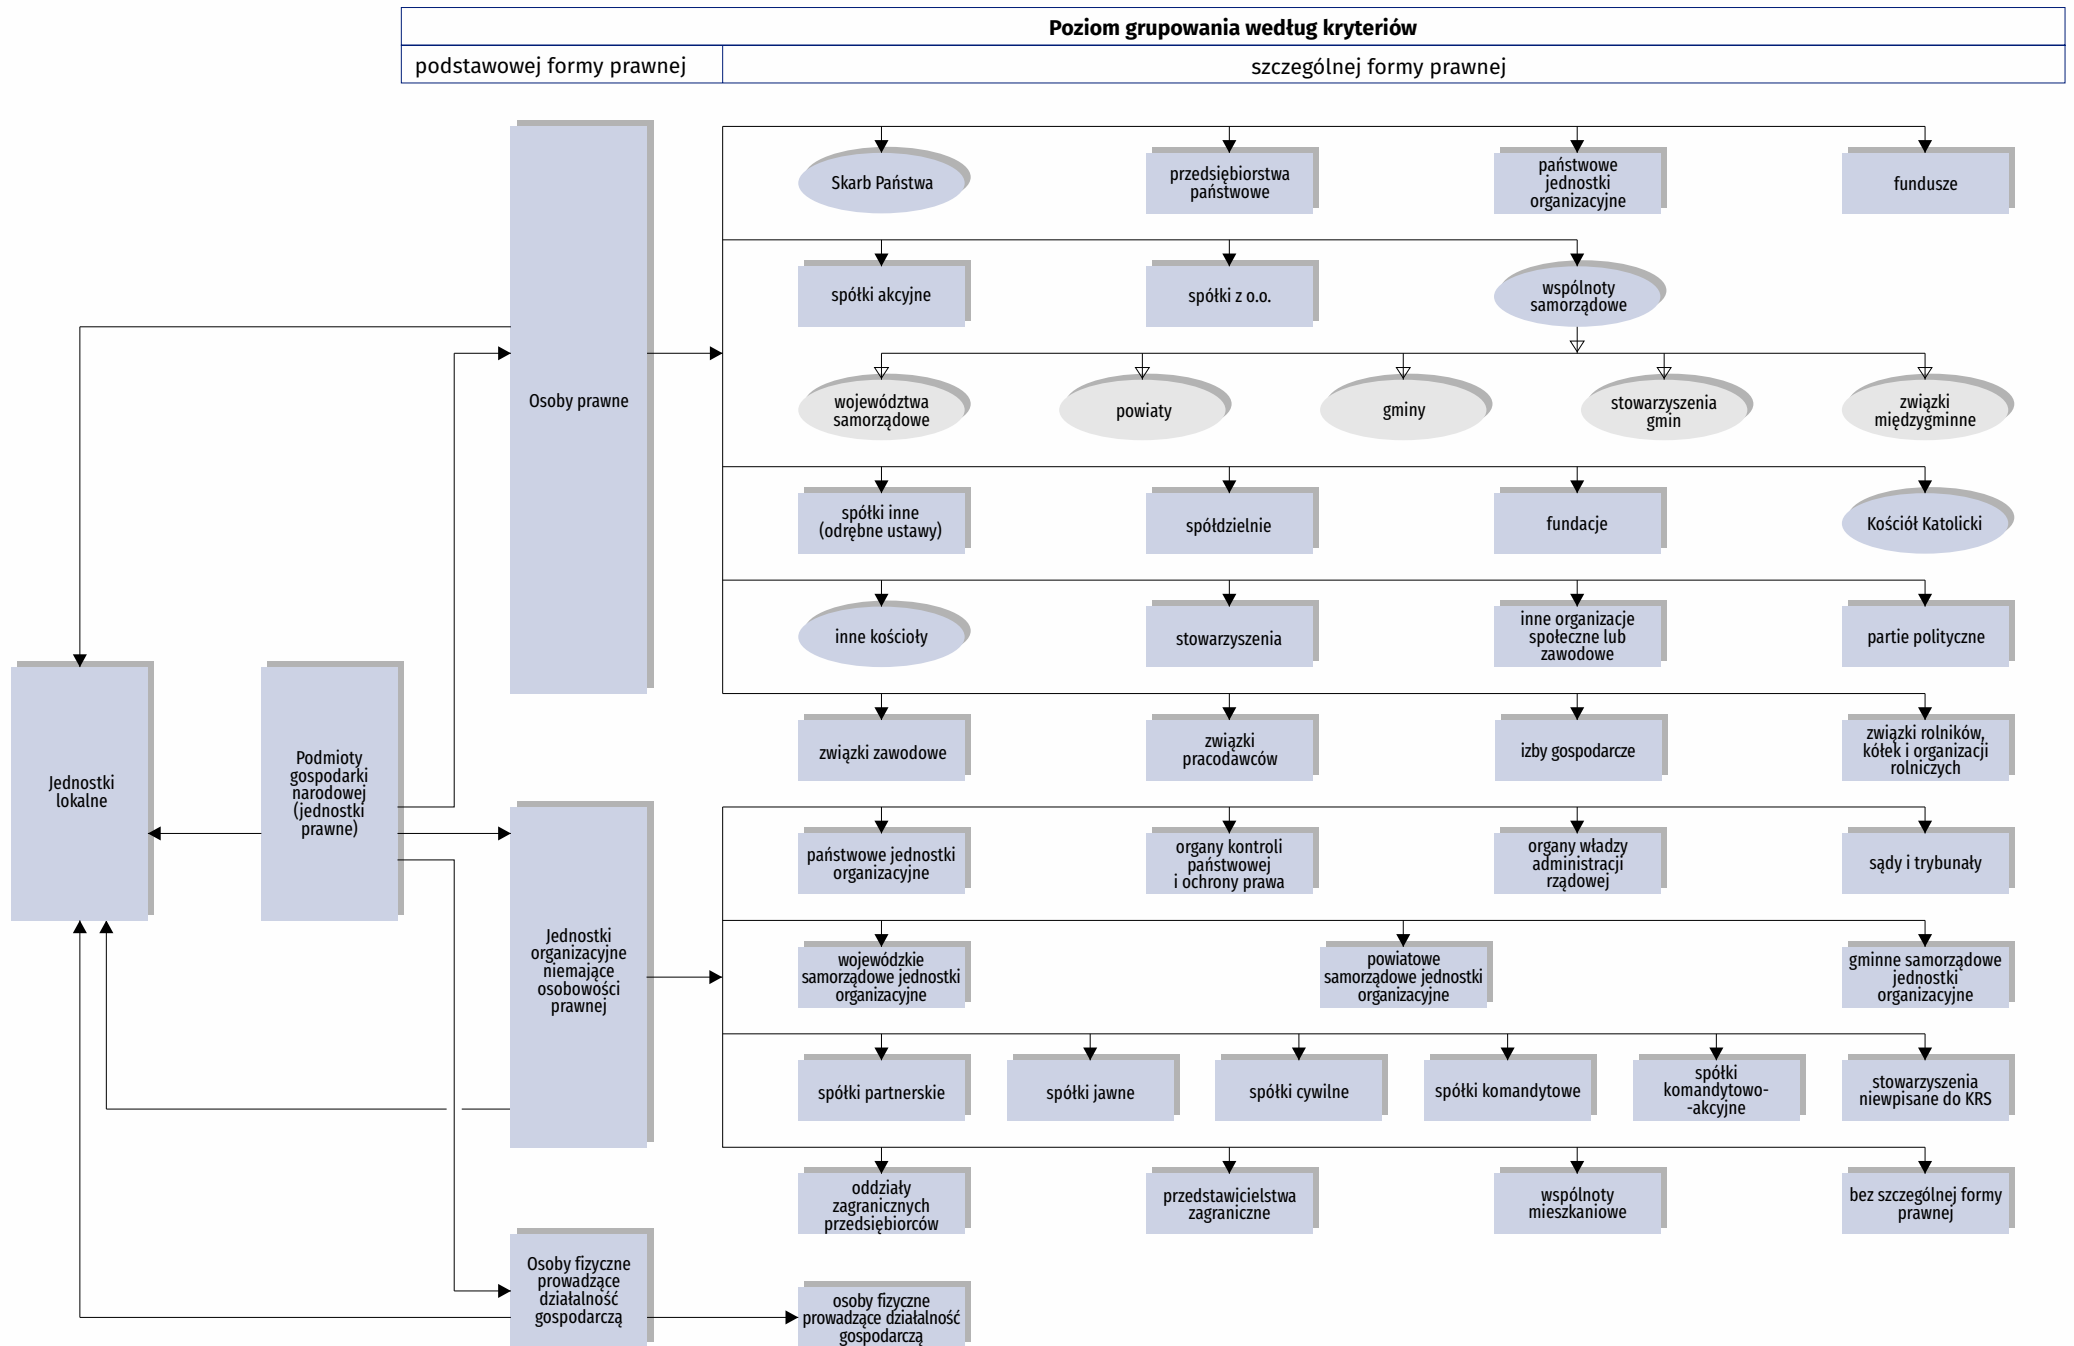 Poziom grupowania według kryteriów
podstawowej formy prawnej
szczególnej formy prawnej
Skarb Państwa
przedsiębiorstwa
państwowe
państwowe
jednostki
organizacyjne
fundusze
spółki akcyjne
spółki z o.o.
wspólnoty
samorządowe
Osoby prawne
województwa
samorządowe
powiaty
gminy
stowarzyszenia
gmin
związki
międzygminne
spółki inne
(odrębne ustawy)
spółdzielnie
fundacje
Kościół Katolicki
inne kościoły
stowarzyszenia
inne organizacje
społeczne lub
zawodowe
partie polityczne
związki zawodowe
związki
pracodawców
izby gospodarcze
związki rolników,
kółek i organizacji
rolniczych
Jednostki
lokalne
Podmioty
gospodarki
narodowej
(jednostki
prawne)
państwowe jednostki
organizacyjne
organy kontroli
państwowej
i ochrony prawa
organy władzy
administracji
rządowej
sądy i trybunały
Jednostki
organizacyjne
niemające
osobowości
prawnej
wojewódzkie
samorządowe jednostki
organizacyjne
powiatowe
samorządowe jednostki
organizacyjne
gminne samorządowe
jednostki
organizacyjne
spółki partnerskie
spółki jawne
spółki cywilne
spółki komandytowe
spółki
komandytowo-
-akcyjne
stowarzyszenia
niewpisane do KRS
oddziały
zagranicznych
przedsiębiorców
przedstawicielstwa
zagraniczne
wspólnoty
mieszkaniowe
bez szczególnej formy
prawnej
Osoby fizyczne
prowadzące
działalność
gospodarczą
osoby fizyczne
prowadzące działalność
gospodarczą